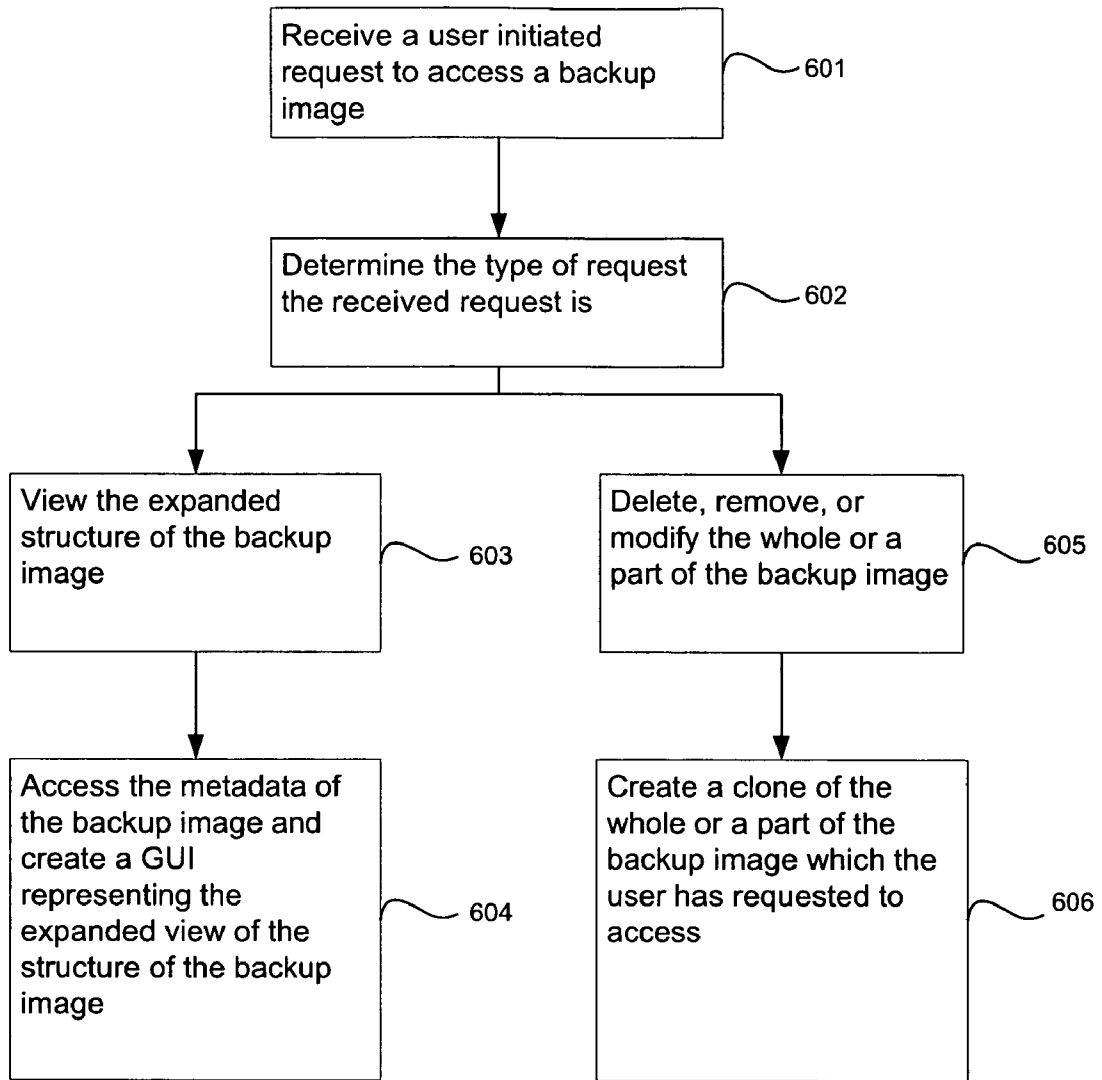 Receive a user initiated
request to access a backup
image
601
Determine the type of request
the received request is
602
View the expanded
structure of the backup
image
603
Delete, remove, or
modify the whole or a
part of the backup image
605
Access the metadata of
the backup image and
create a GUI
representing the
expanded view of the
structure of the backup
image
604
Create a clone of the
whole or a part of the
backup image which the
user has requested to
access
606